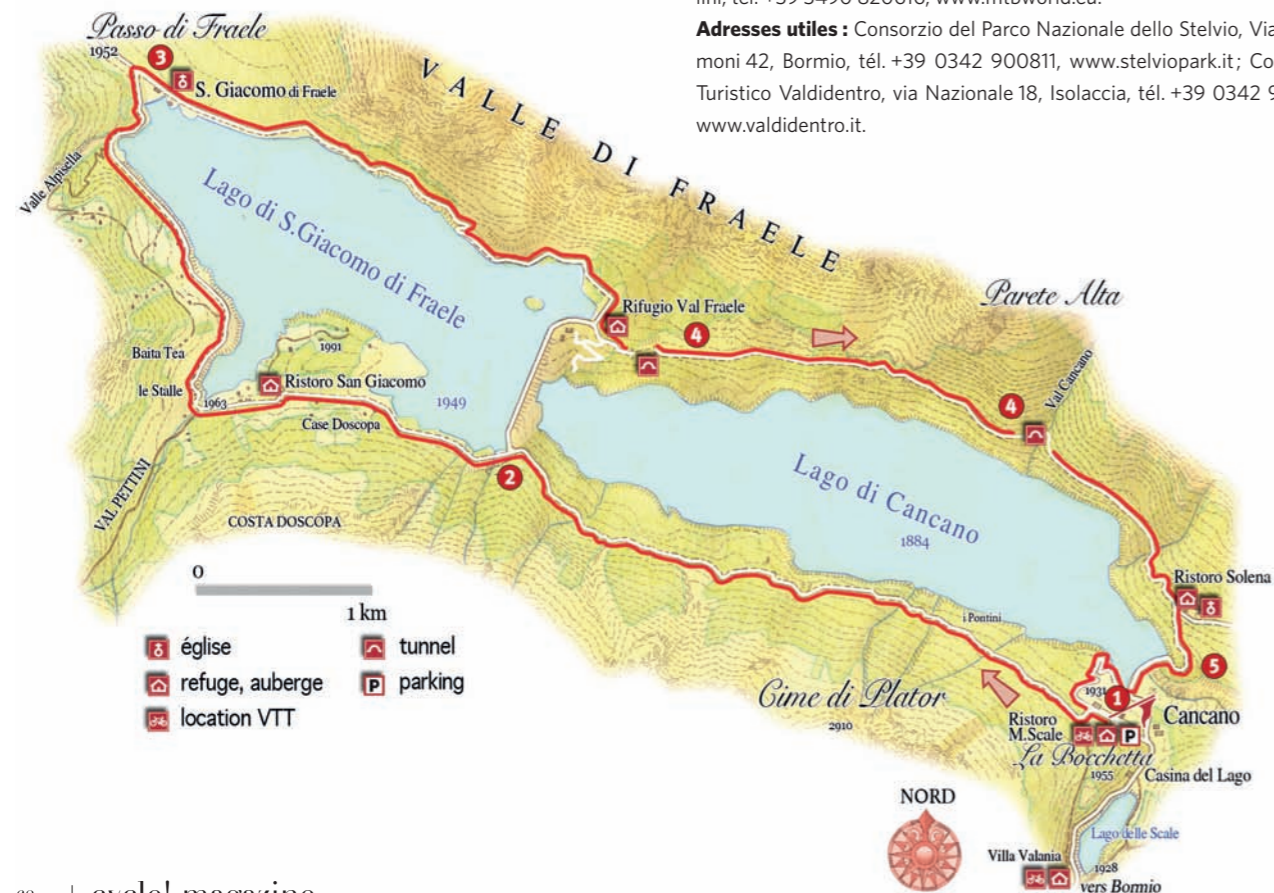 Adresses utiles : Consorzio del Parco Nazionale dello Stelvio, Via
moni 42, Bormio, tél. +39 0342 900811, www.stelviopark.it; Co
Turistico Valdidentro, via Nazionale 18, Isolaccia, tél. +39 0342 9
www.valdidentro.it.
Passo di Fraele
1952
3
S. Giacomo di Fraele
VALLE DI FRAELE
Valle Alpisella
Lago di S.Giacomo di Fraele
Parete Alta
Rifugio Val Fraele
4
Baita Tea
1991
le Stalle
Ristoro San Giacomo
1963
1949
Case Doscopa
4
Val Cancano
VAL PETTINI
2
COSTA DOSCOPA
Lago di Cancano
1884
0
1 km
église
tunnel
refuge, auberge
P parking
location VTT
Ristoro Solena
i Pontini
5
1931
1
Cime di Plator
2910
Ristoro
M.Scale
P
Cancano
La Bocchetta
1955
Casina del Lago
NORD
Lago delle Scale
Villa Valania
1928
vers Bormio